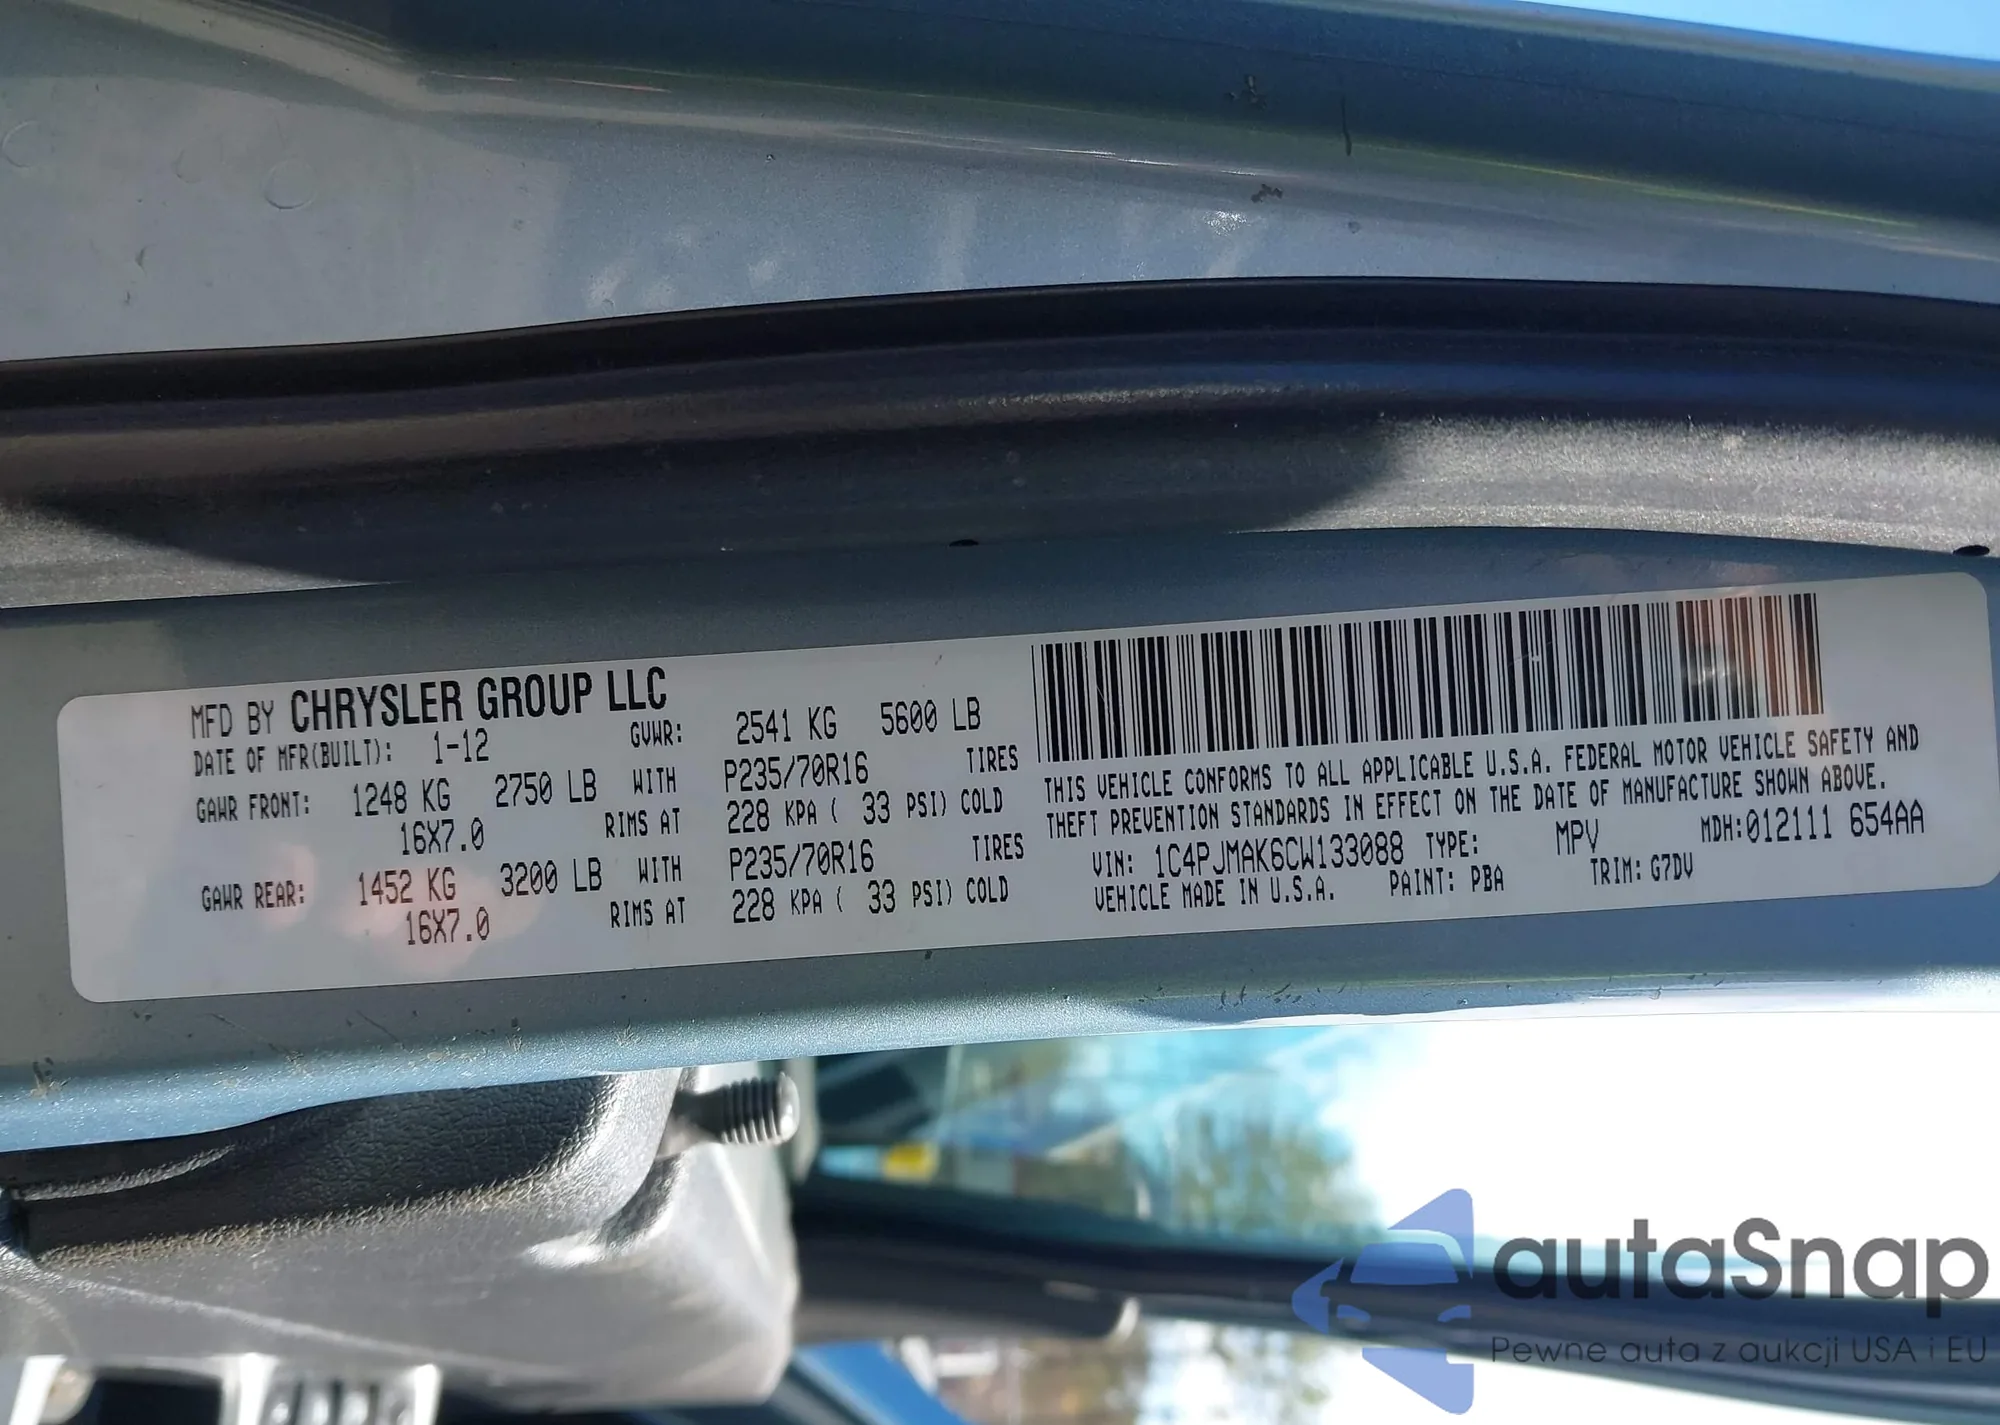 MFD BY CHRYSLER GROUP LLC
DATE OF MFR(BUILT): 1-12 GVWR: 2541 KG 5600 LB
GAWR FRONT: 1248 KG 2750 LB WITH P235/70R16 TIRES
16X7.0 RIMS AT 228 KPA ( 33 PSI) COLD
GAWR REAR: 1452 KG 3200 LB WITH P235/70R16 TIRES
16X7.0 RIMS AT 228 KPA ( 33 PSI) COLD
THIS VEHICLE CONFORMS TO ALL APPLICABLE U.S.A. FEDERAL MOTOR VEHICLE SAFETY AND
THEFT PREVENTION STANDARDS IN EFFECT ON THE DATE OF MANUFACTURE SHOWN ABOVE.
VIN: 1C4PJMAK6CW133088 TYPE: MPV MDH:012111 654AA
VEHICLE MADE IN U.S.A. PAINT: PBA TRIM: G7DV
autaSnap
Pewne auta z aukcji USA i EU